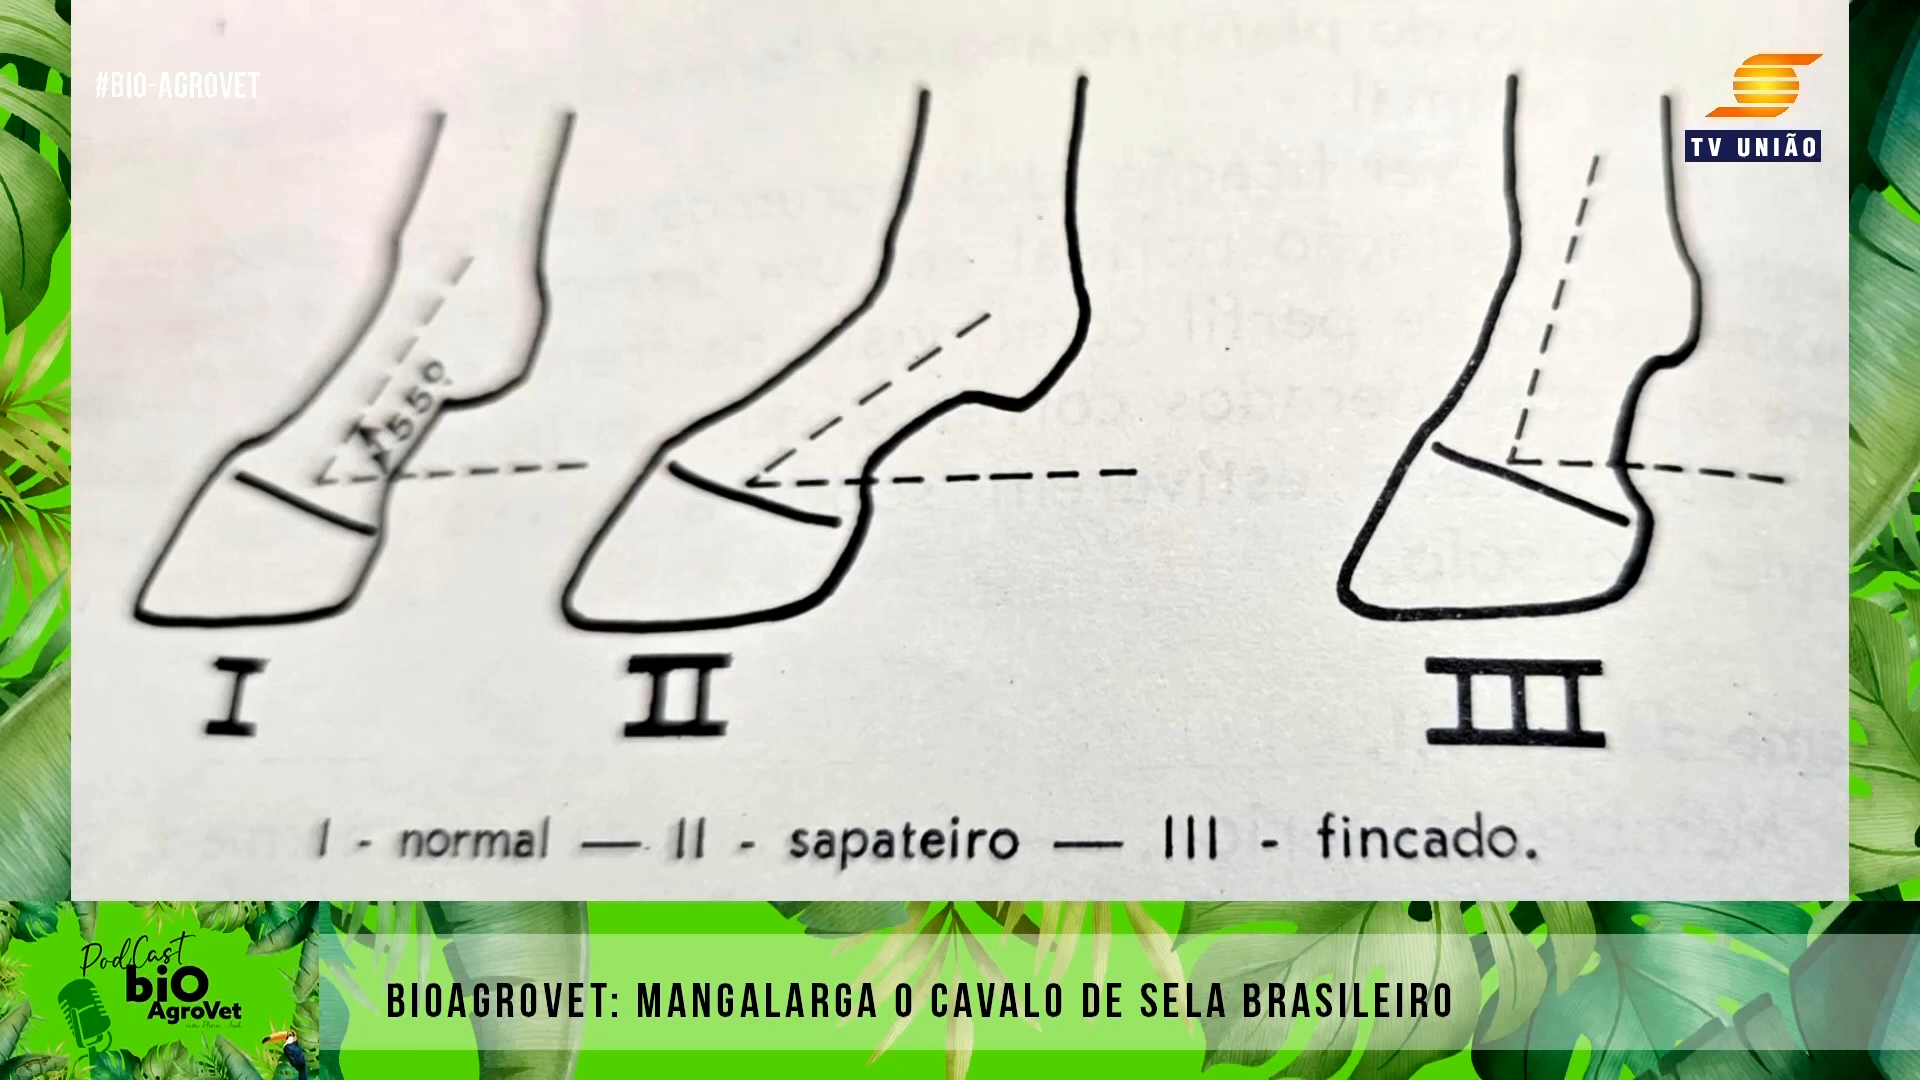 #BIO-AGROVET
TV UNIÃO
55º
I II III
I - normal — II - sapateiro — III - fincado.
PodCast
biO
AgroVet
BIOAGROVET: MANGALARGA O CAVALO DE SELA BRASILEIRO